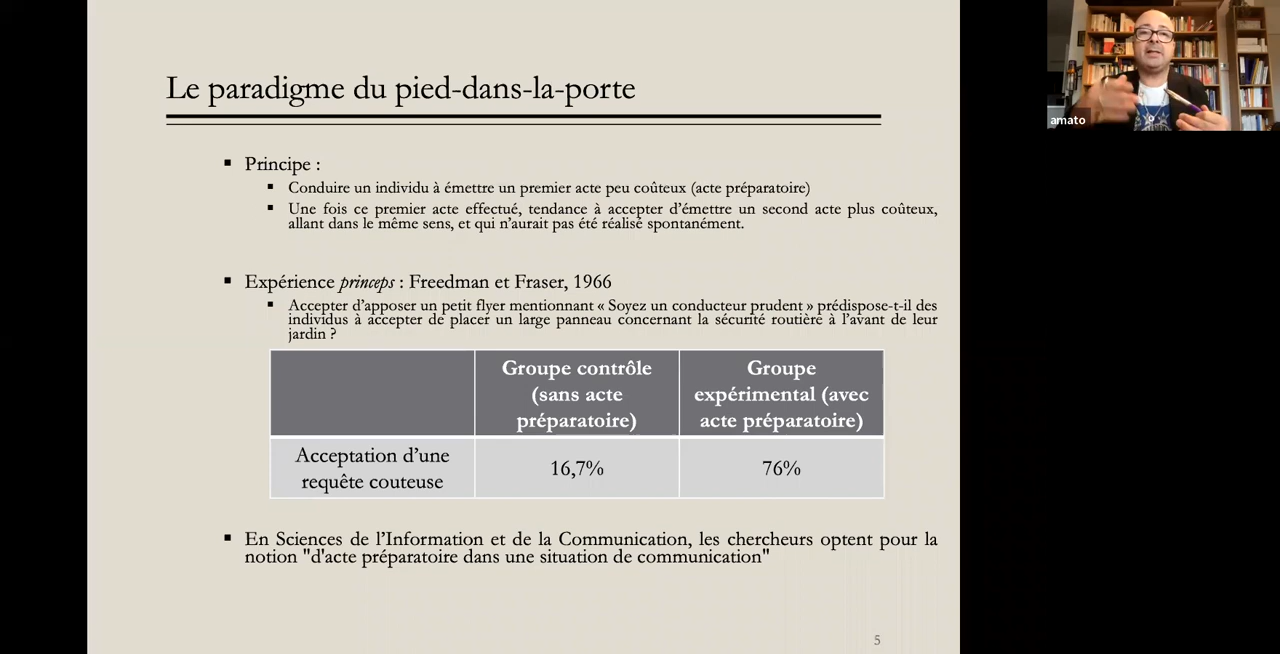 Le paradigme du pied-dans-la-porte
▪ Principe :
▪ Conduire un individu à émettre un premier acte peu coûteux (acte préparatoire)
▪ Une fois ce premier acte effectué, tendance à accepter d’émettre un second acte plus coûteux,
allant dans le même sens, et qui n’aurait pas été réalisé spontanément.
▪ Expérience princeps : Freedman et Fraser, 1966
▪ Accepter d’apposer un petit flyer mentionnant « Soyez un conducteur prudent » prédispose-t-il des
individus à accepter de placer un large panneau concernant la sécurité routière à l’avant de leur
jardin ?
Groupe contrôle
(sans acte
préparatoire)
Groupe
expérimental (avec
acte préparatoire)
Acceptation d’une
requête couteuse
16,7%
76%
▪ En Sciences de l’Information et de la Communication, les chercheurs optent pour la
notion "d'acte préparatoire dans une situation de communication"
5
amato